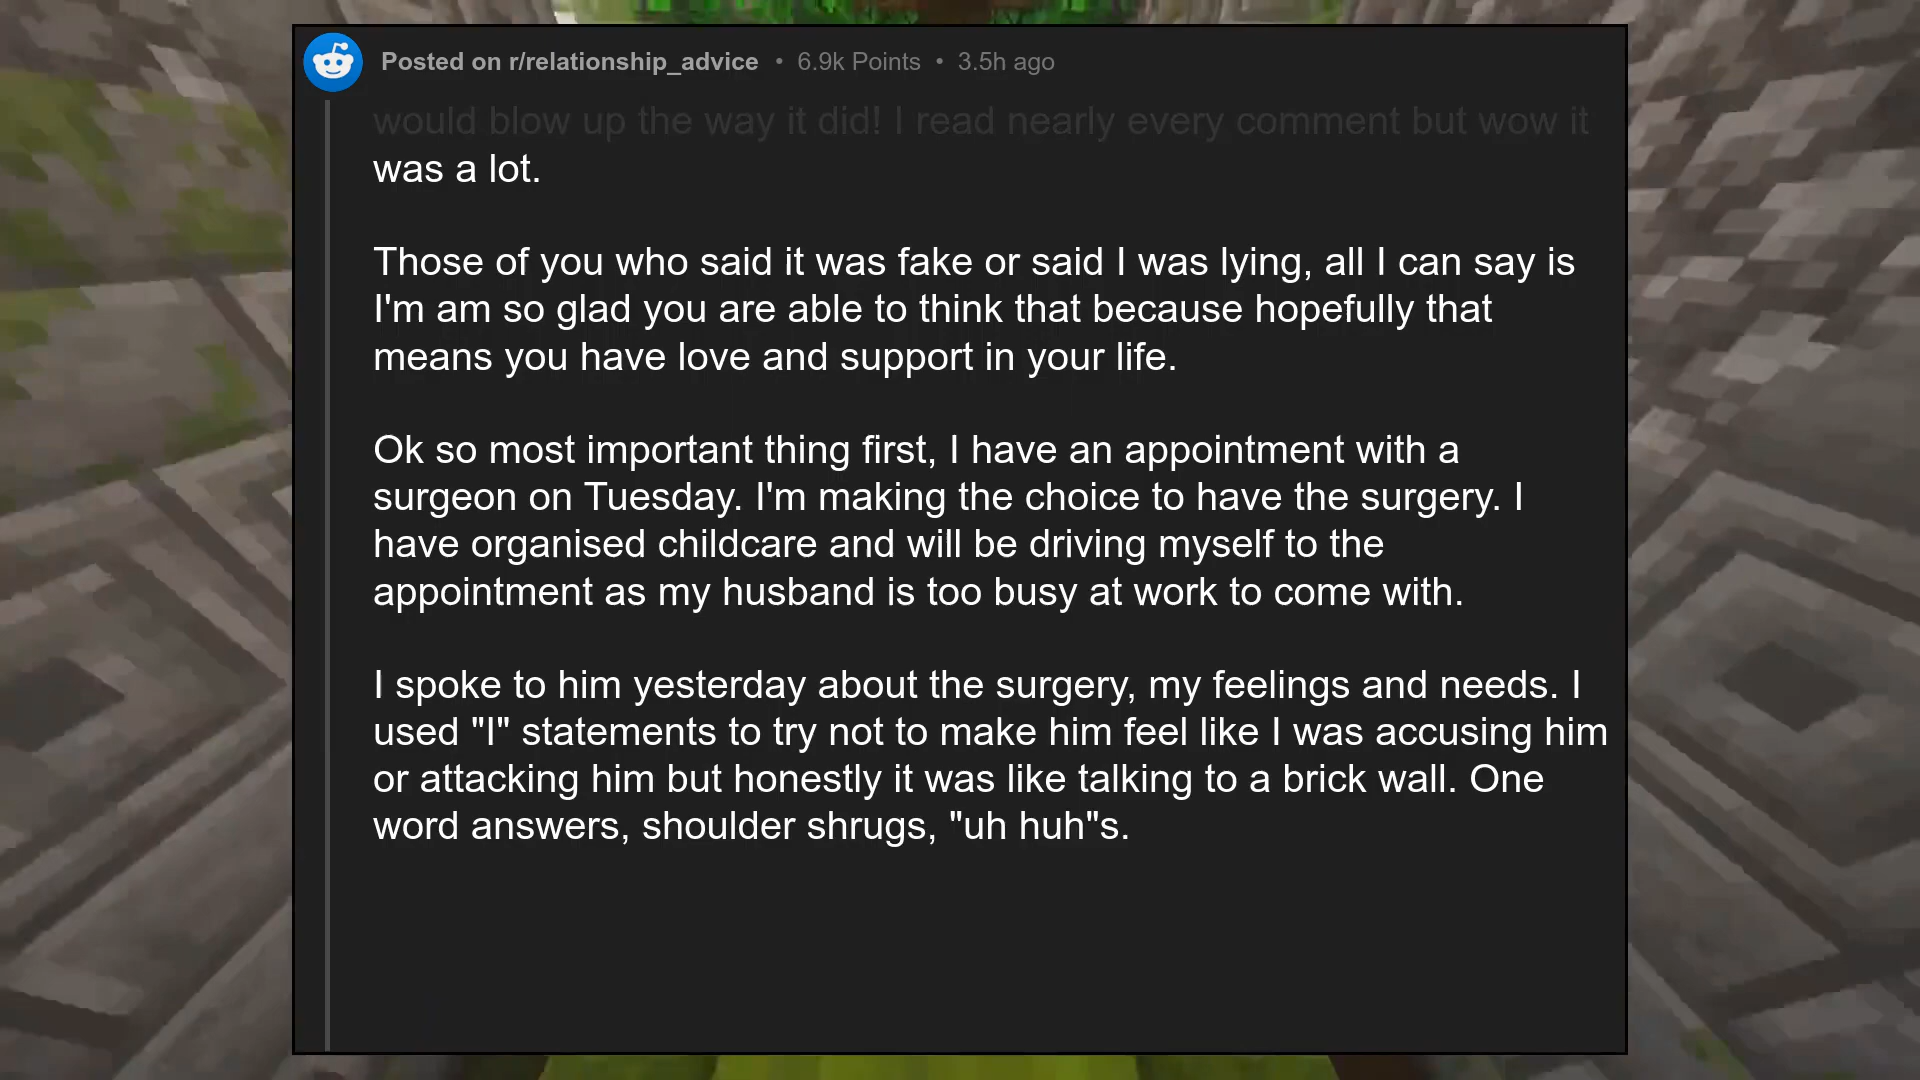 Posted on r/relationship_advice • 6.9k Points • 3.5h ago
would blow up the way it did! I read nearly every comment but wow it
was a lot.
Those of you who said it was fake or said I was lying, all I can say is
I'm am so glad you are able to think that because hopefully that
means you have love and support in your life.
Ok so most important thing first, I have an appointment with a
surgeon on Tuesday. I'm making the choice to have the surgery. I
have organised childcare and will be driving myself to the
appointment as my husband is too busy at work to come with.
I spoke to him yesterday about the surgery, my feelings and needs. I
used "I" statements to try not to make him feel like I was accusing him
or attacking him but honestly it was like talking to a brick wall. One
word answers, shoulder shrugs, "uh huh"s.